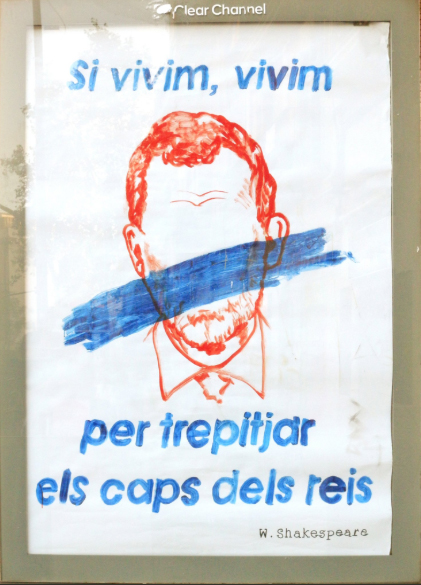 Clear Channel
Si vivim, vivim
per trepitjar
els caps dels reis
W. Shakespeare